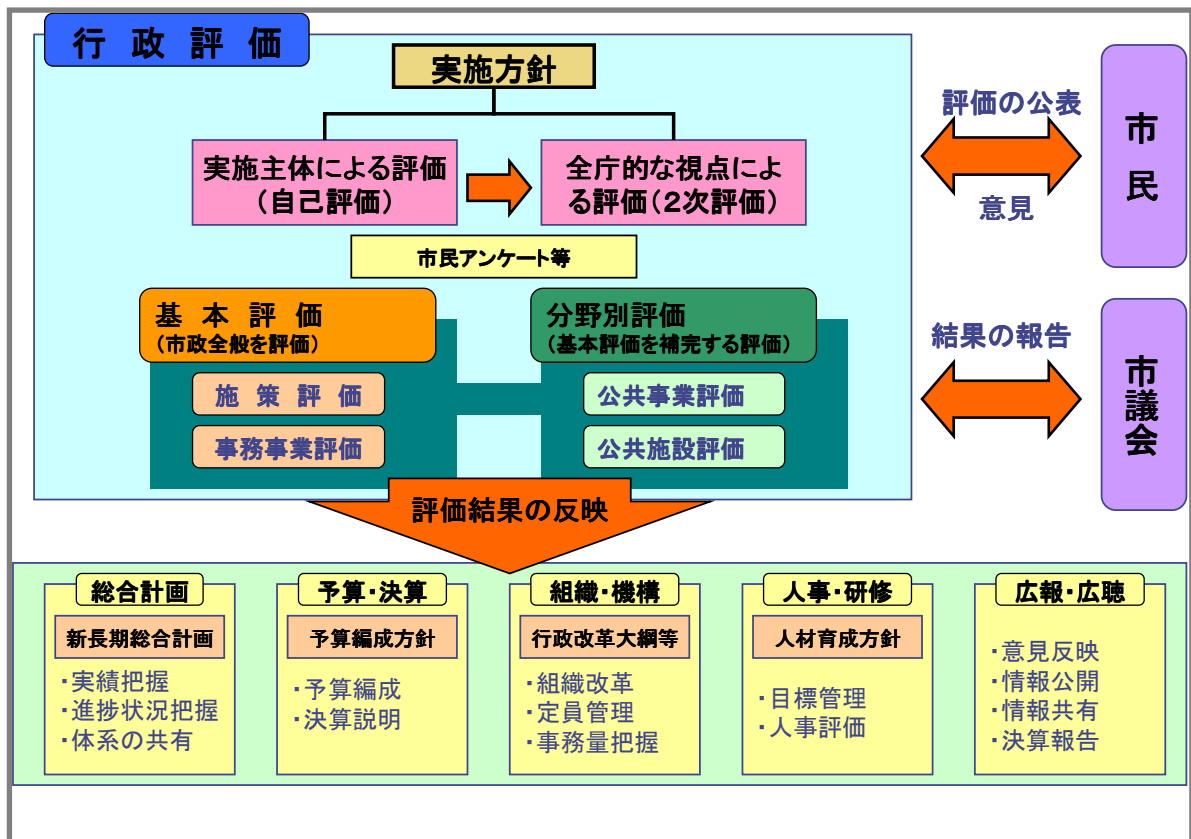 行 政 評 価
実施方針
実施主体による評価
（自己評価）
全庁的な視点によ
る評価（2次評価）
市民アンケート等
基 本 評 価
（市政全般を評価）
施 策 評 価
事務事業評価
分野別評価
（基本評価を補完する評価）
公共事業評価
公共施設評価
評価の公表
意見
市民
結果の報告
市議会
評価結果の反映
総合計画
新長期総合計画
・実績把握
・進捗状況把握
・体系の共有
予算・決算
予算編成方針
・予算編成
・決算説明
組織・機構
行政改革大綱等
・組織改革
・定員管理
・事務量把握
人事・研修
人材育成方針
・目標管理
・人事評価
広報・広聴
・意見反映
・情報公開
・情報共有
・決算報告